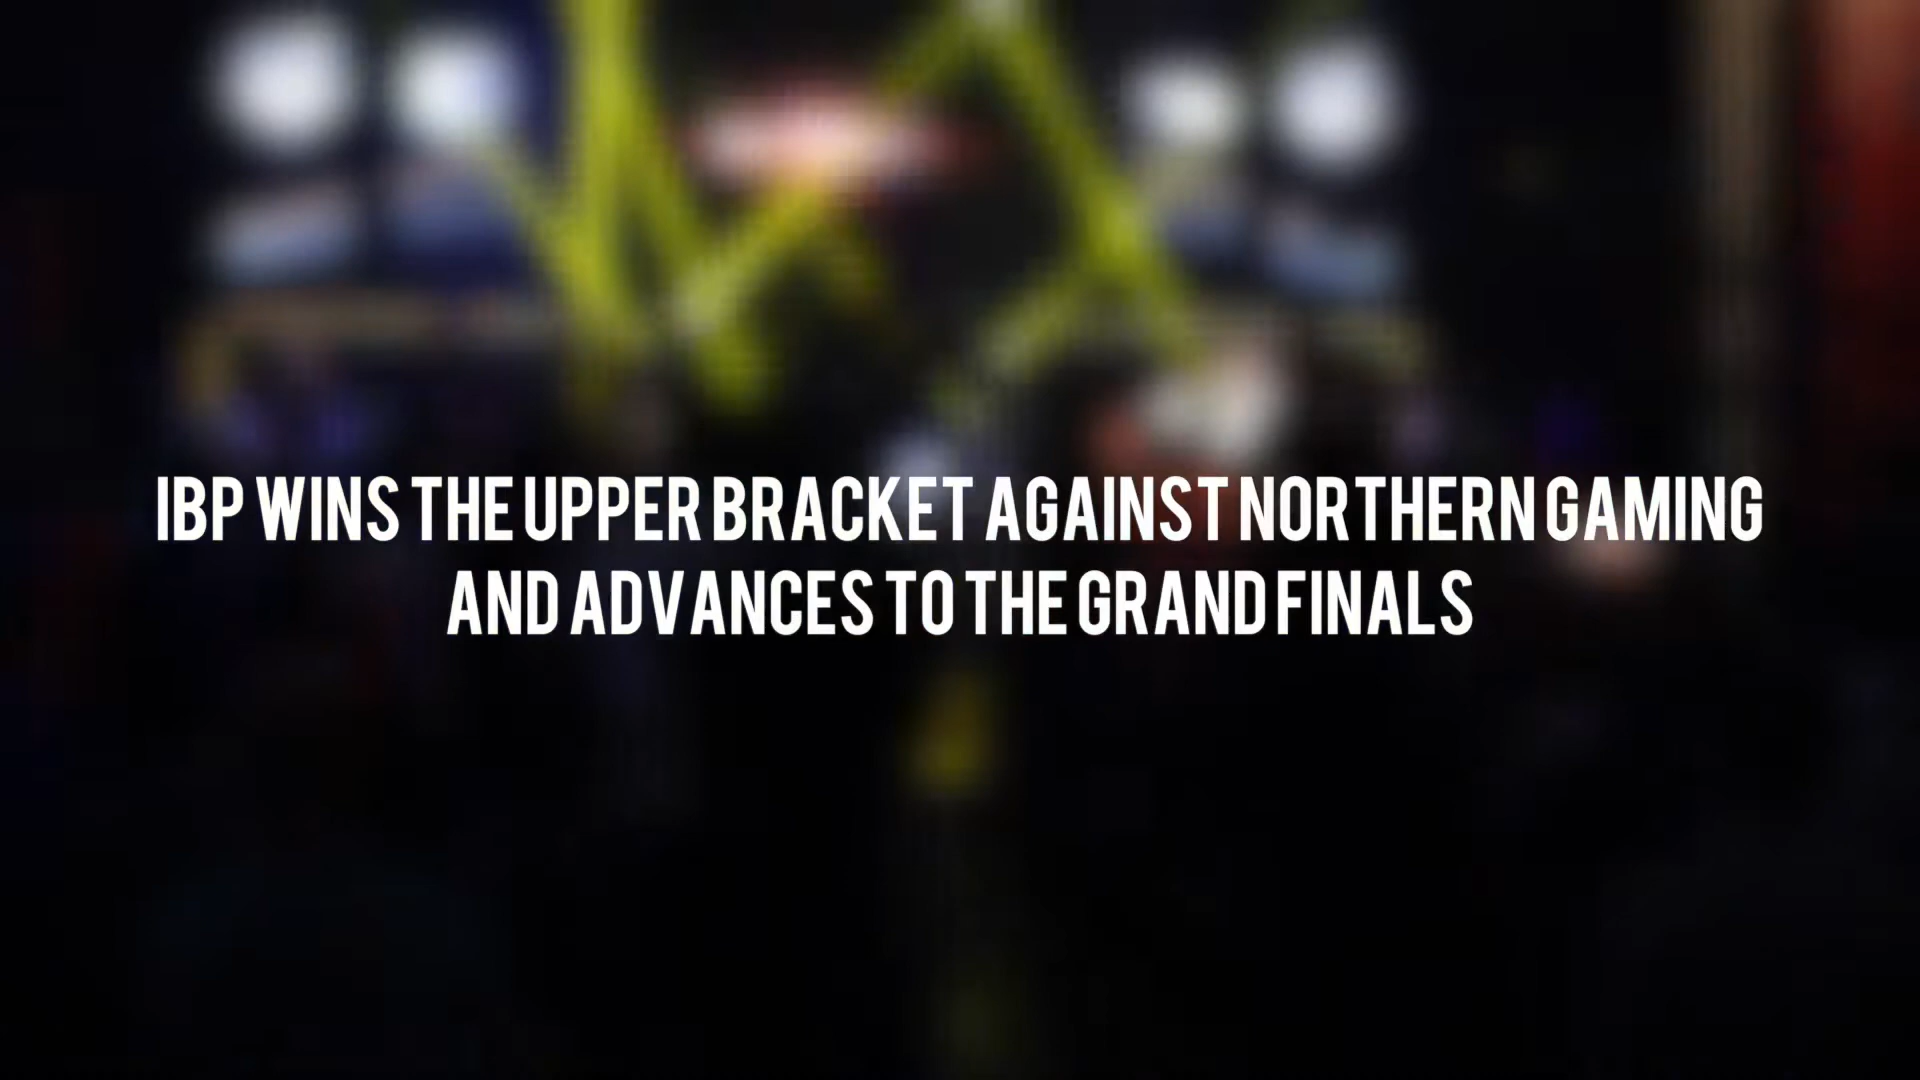 IBP WINS THE UPPER BRACKET AGAINST NORTHERN GAMING
AND ADVANCES TO THE GRAND FINALS